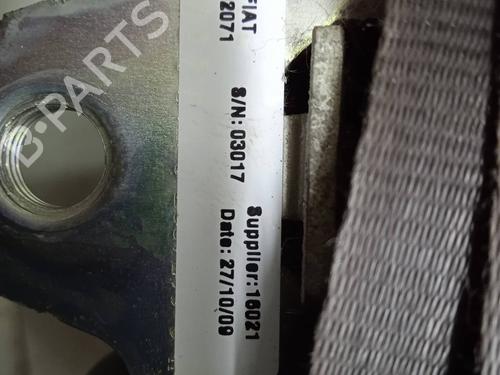 FIAT
2071
S/N: 03017
Supplier: 16021
Date: 27/10/09
B-PARTS